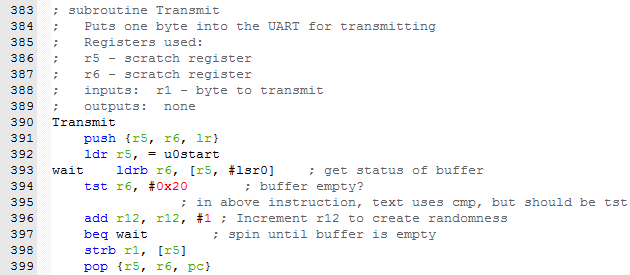 383 ; subroutine Transmit
384 ;   Puts one byte into the UART for transmitting
385 ;   Registers used:
386 ;   r5 - scratch register
387 ;   r6 - scratch register
388 ;   inputs:  r1 - byte to transmit
389 ;   outputs:  none
390 Transmit
391     push {r5, r6, lr}
392     ldr r5, = u0start
393 wait    ldrb r6, [r5, #lsr0]    ; get status of buffer
394     tst r6, #0x20       ; buffer empty?
395                 ; in above instruction, text uses cmp, but should be tst
396     add r12, r12, #1 ; Increment r12 to create randomness
397     beq wait        ; spin until buffer is empty
398     strb r1, [r5]
399     pop {r5, r6, pc}